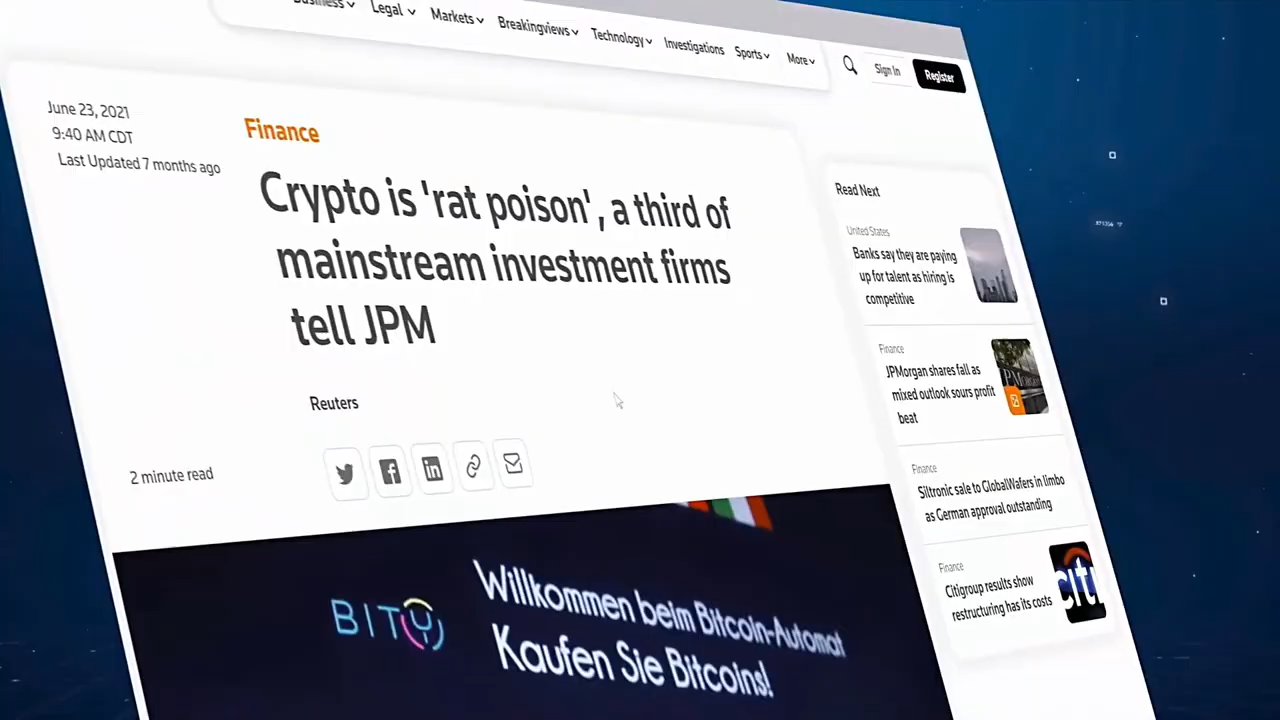 Business
Legal
Markets
Breakingviews
Technology
Investigations
Sports
More
Sign In
Register
June 23, 2021
9:40 AM CDT
Last Updated 7 months ago
Finance
Crypto is 'rat poison', a third of
mainstream investment firms
tell JPM
Reuters
2 minute read
Read Next
United States
Banks say they are paying
up for talent as hiring is
competitive
Finance
JPMorgan shares fall as
mixed outlook sours profit
beat
Finance
Siltronic sale to GlobalWafers in limbo
as German approval outstanding
Finance
Citigroup results show
restructuring has its costs
citi
BITY
Willkommen beim Bitcoin-Automat
Kaufen Sie Bitcoins!